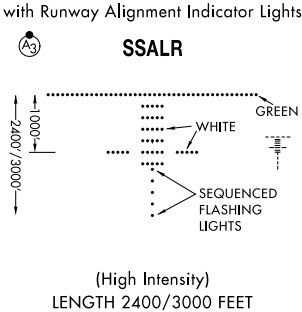 with Runway Alignment Indicator Lights
A3
SSALR
1000'
2400'/3000'
GREEN
WHITE
SEQUENCED
FLASHING
LIGHTS
(High Intensity)
LENGTH 2400/3000 FEET